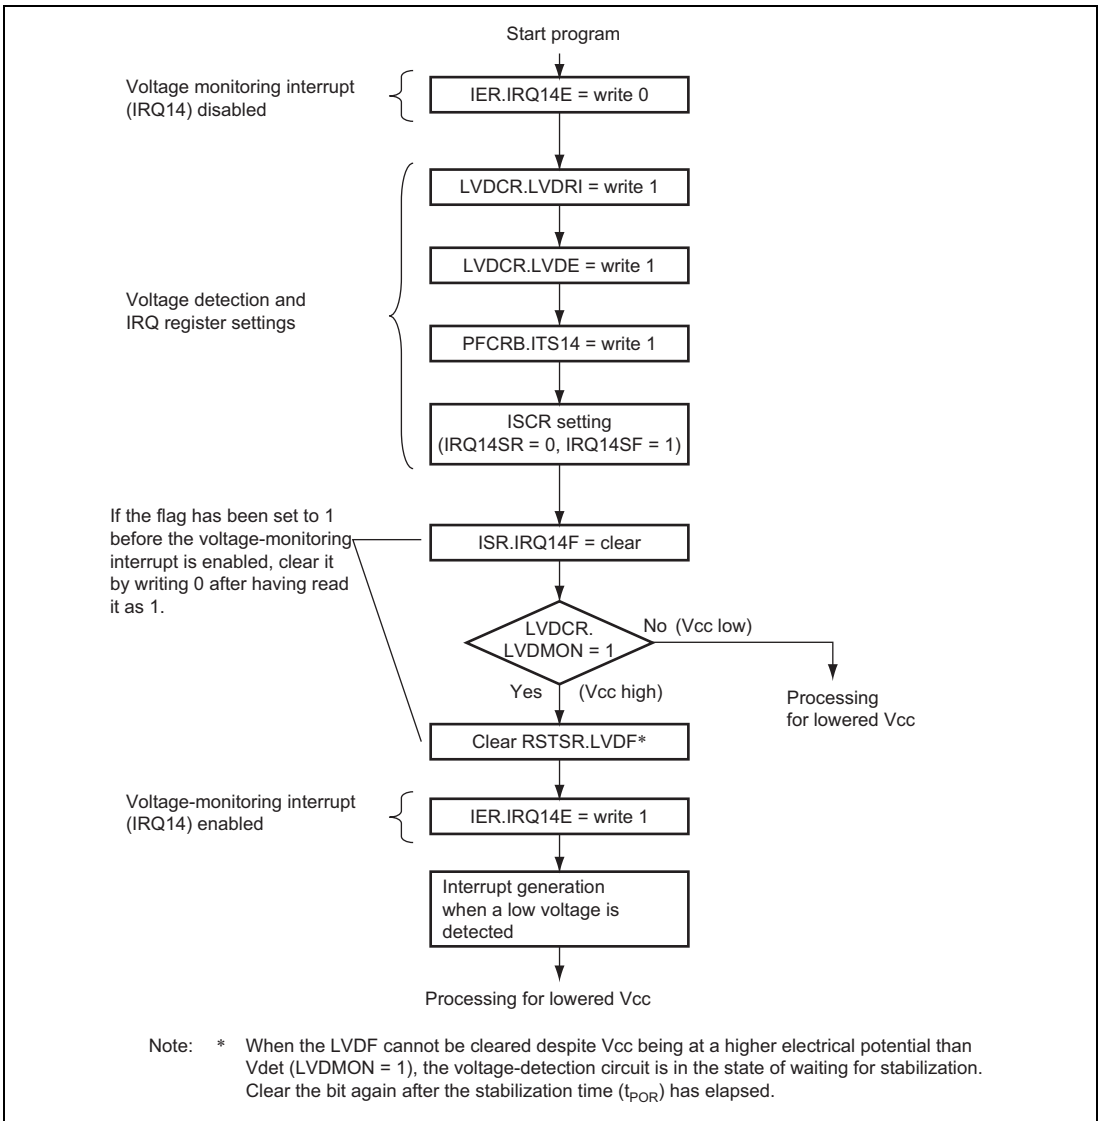 Start program
Voltage monitoring interrupt
(IRQ14) disabled
IER.IRQ14E = write 0
LVDCR.LVDRI = write 1
LVDCR.LVDE = write 1
Voltage detection and
IRQ register settings
PFCRB.ITS14 = write 1
ISCR setting
(IRQ14SR = 0, IRQ14SF = 1)
If the flag has been set to 1
before the voltage-monitoring
interrupt is enabled, clear it
by writing 0 after having read
it as 1.
ISR.IRQ14F = clear
LVDCR.
LVDMON = 1
No (Vcc low)
Yes (Vcc high)
Processing
for lowered Vcc
Clear RSTSR.LVDF*
Voltage-monitoring interrupt
(IRQ14) enabled
IER.IRQ14E = write 1
Interrupt generation
when a low voltage is
detected
Processing for lowered Vcc
Note: * When the LVDF cannot be cleared despite Vcc being at a higher electrical potential than
Vdet (LVDMON = 1), the voltage-detection circuit is in the state of waiting for stabilization.
Clear the bit again after the stabilization time (tPOR) has elapsed.